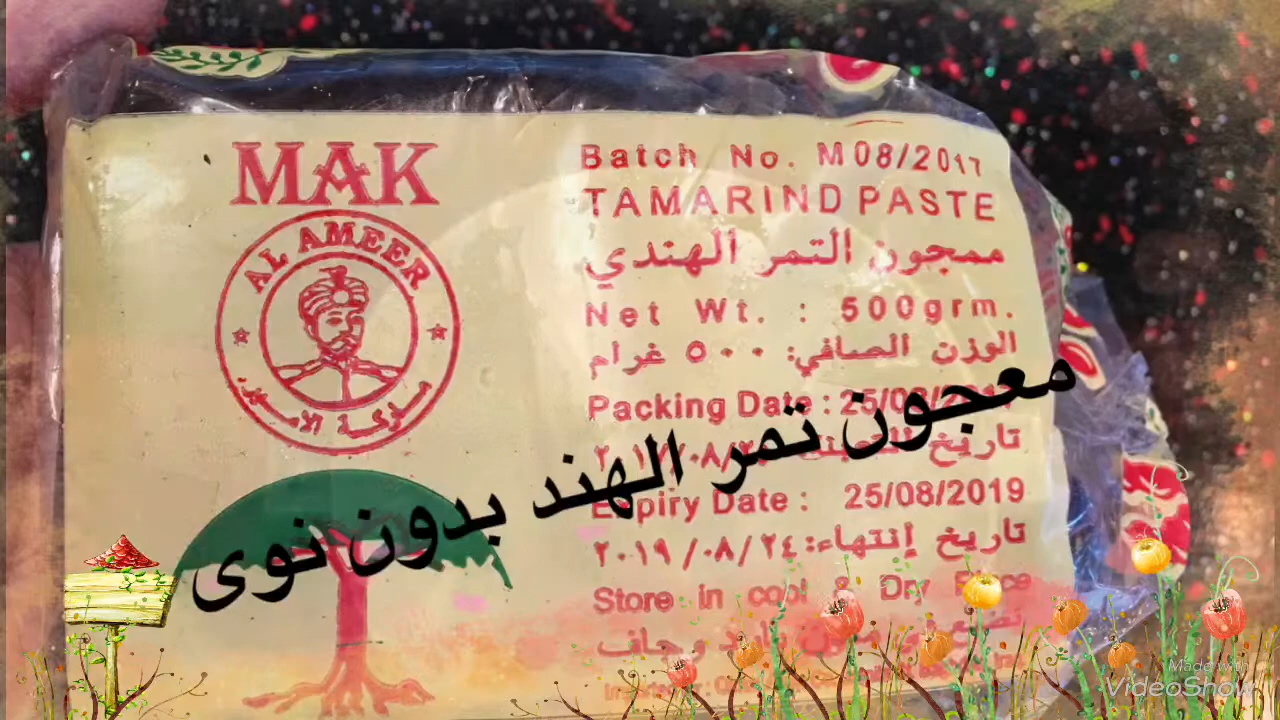 MAK
AL AMEER
Batch No. M08/2017
TAMARIND PASTE
ممجون التمر الهندي
Net Wt. : 500grm.
الوزن الصافي: ٥٠٠ غرام
Packing Date : 25/08/2017
تاريخ
Expiry Date : 25/08/2019
تاريخ إنتهاء: ٢٠١٩/٠٨/٢٤
Store in cool & Dry Place
معجون تمر الهند بدون نوى
Made with
VideoShow